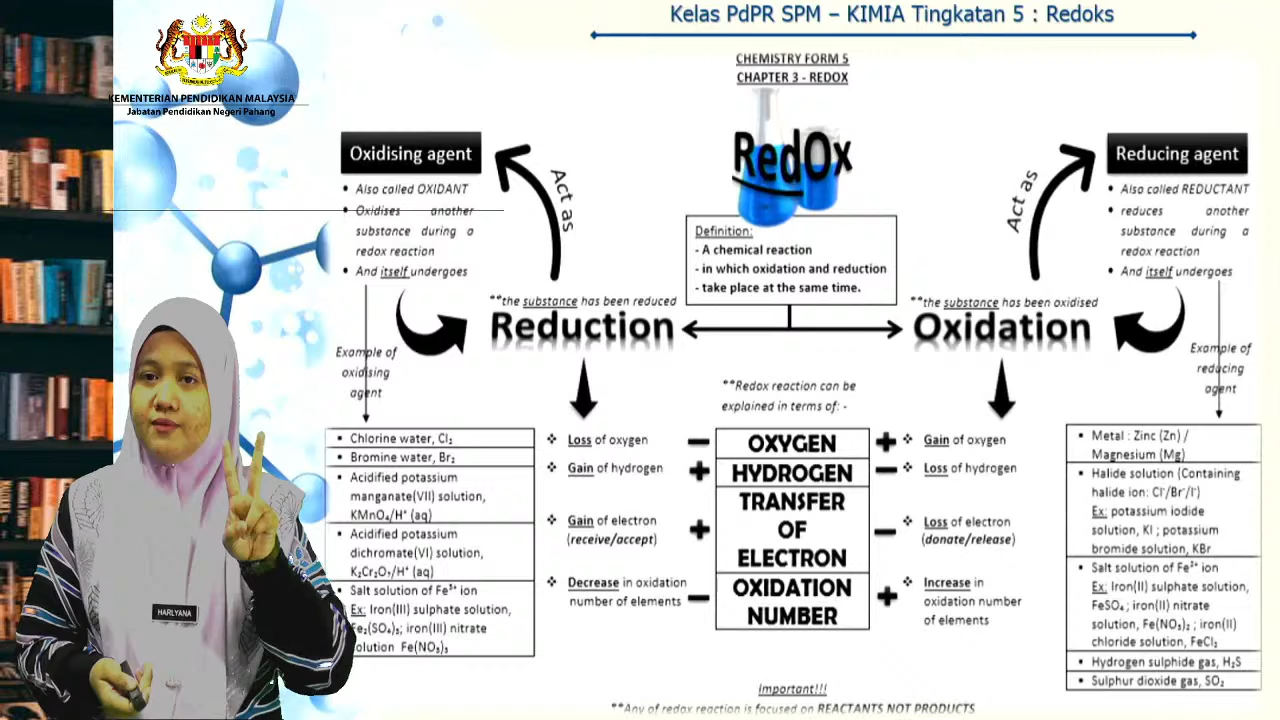 Kelas PdPR SPM – KIMIA Tingkatan 5 : Redoks
KEMENTERIAN PENDIDIKAN MALAYSIA
Jabatan Pendidikan Negeri Pahang
CHEMISTRY FORM 5
CHAPTER 3 - REDOX
RedOx
Definition:
- A chemical reaction
- in which oxidation and reduction
- take place at the same time.
Oxidising agent
• Also called OXIDANT
• Oxidises another
substance during a
redox reaction
• And itself undergoes
Act as
**the substance has been reduced
Reduction
Reducing agent
• Also called REDUCTANT
• reduces another
substance during a
redox reaction
• And itself undergoes
Act as
**the substance has been oxidised
Oxidation
Example of
oxidising
agent
Example of
reducing
agent
**Redox reaction can be
explained in terms of: -
• Chlorine water, Cl₂
• Bromine water, Br₂
• Acidified potassium
manganate(VII) solution,
KMnO₄/H⁺ (aq)
• Acidified potassium
dichromate(VI) solution,
K₂Cr₂O₇/H⁺ (aq)
• Salt solution of Fe³⁺ ion
Ex: Iron(III) sulphate solution,
Fe₂(SO₄)₃; iron(III) nitrate
solution Fe(NO₃)₃
❖ Loss of oxygen
❖ Gain of hydrogen
❖ Gain of electron
(receive/accept)
❖ Decrease in oxidation
number of elements
− OXYGEN +
+ HYDROGEN −
TRANSFER
+ OF −
ELECTRON
− OXIDATION +
NUMBER
❖ Gain of oxygen
❖ Loss of hydrogen
❖ Loss of electron
(donate/release)
❖ Increase in
oxidation number
of elements
• Metal : Zinc (Zn) /
Magnesium (Mg)
• Halide solution (Containing
halide ion: Cl⁻/Br⁻/I⁻)
Ex: potassium iodide
solution, KI ; potassium
bromide solution, KBr
• Salt solution of Fe²⁺ ion
Ex: Iron(II) sulphate solution,
FeSO₄ ; iron(II) nitrate
solution, Fe(NO₃)₂ ; iron(II)
chloride solution, FeCl₂
• Hydrogen sulphide gas, H₂S
• Sulphur dioxide gas, SO₂
HARLYANA
Important!!!
**Any of redox reaction is focused on REACTANTS NOT PRODUCTS